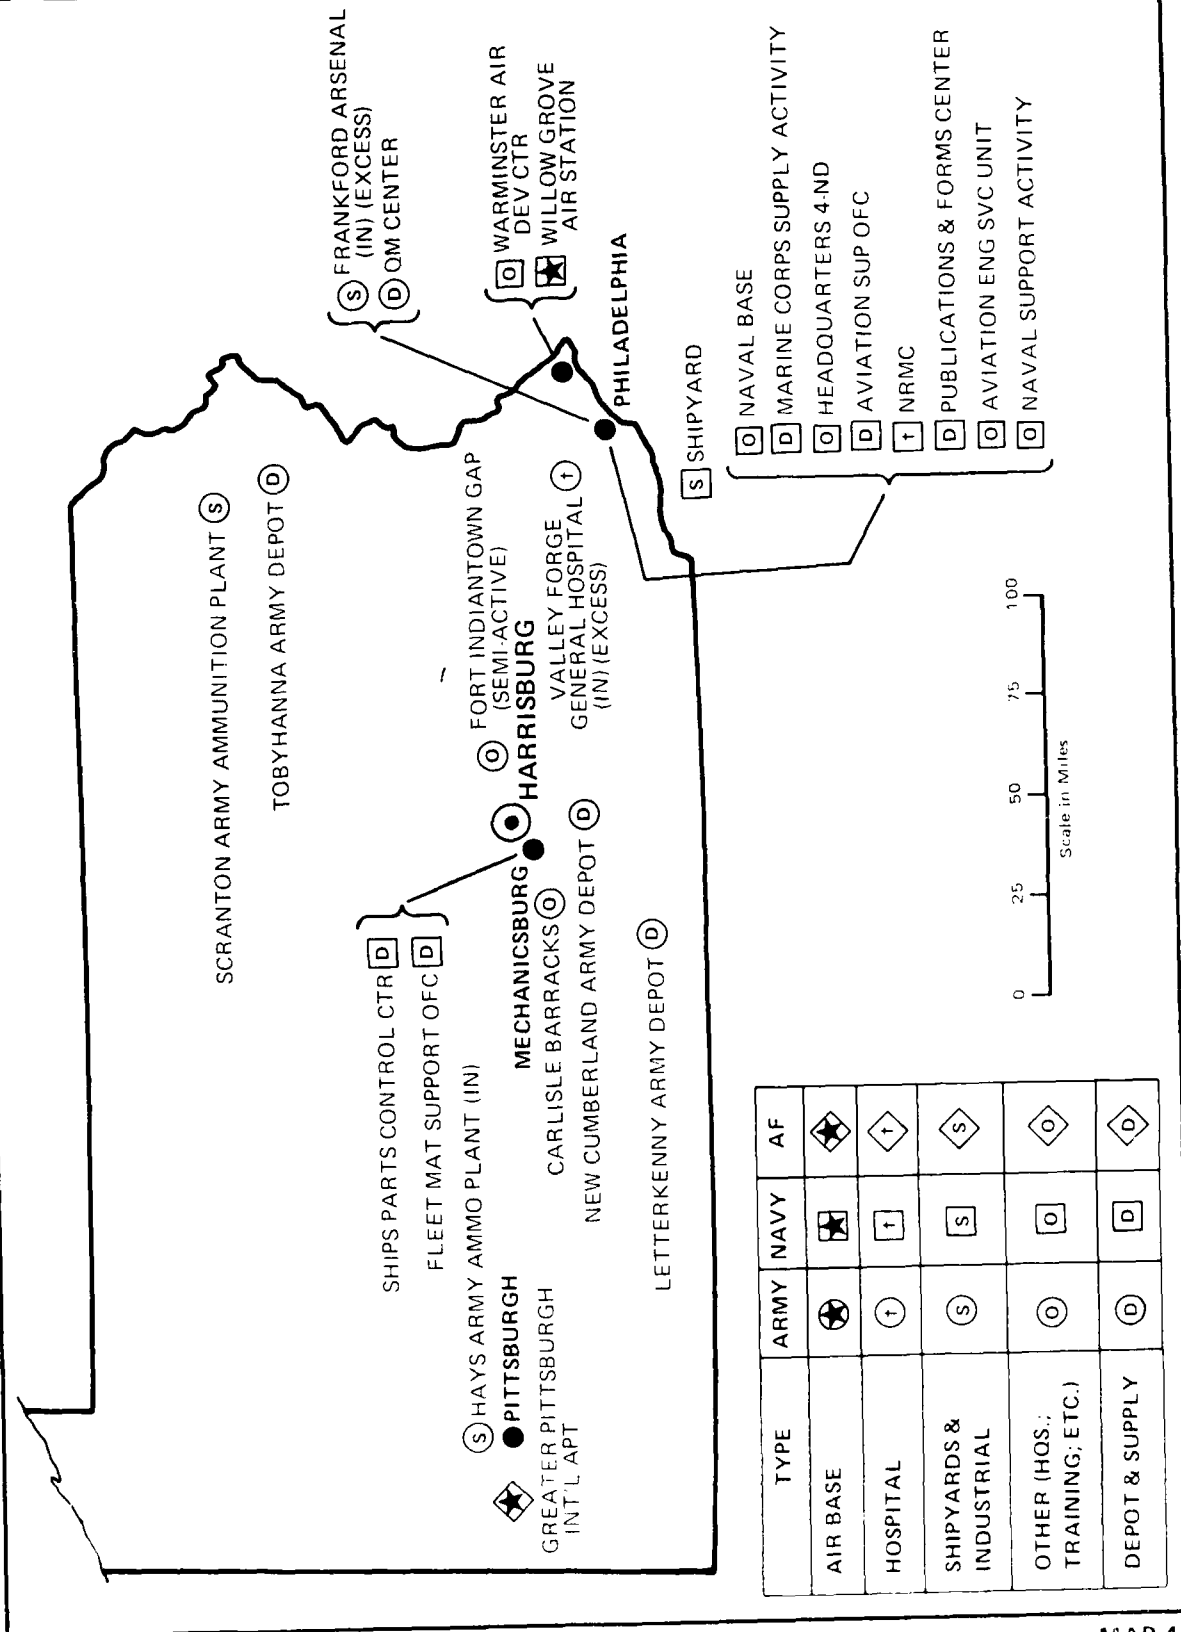 SCRANTON ARMY AMMUNITION PLANT S
TOBYHANNA ARMY DEPOT D
S FRANKFORD ARSENAL
(IN) (EXCESS)
D QM CENTER
SHIPS PARTS CONTROL CTR D
FLEET MAT SUPPORT OFC D
S HAYS ARMY AMMO PLANT (IN)
PITTSBURGH
GREATER PITTSBURGH
INT'L APT
O FORT INDIANTOWN GAP
(SEMI-ACTIVE)
HARRISBURG
MECHANICSBURG
CARLISLE BARRACKS O
NEW CUMBERLAND ARMY DEPOT D
LETTERKENNY ARMY DEPOT D
VALLEY FORGE
GENERAL HOSPITAL t
(IN) (EXCESS)
O WARMINSTER AIR
DEV CTR
WILLOW GROVE
AIR STATION
PHILADELPHIA
S SHIPYARD
O NAVAL BASE
D MARINE CORPS SUPPLY ACTIVITY
O HEADQUARTERS 4-ND
D AVIATION SUP OFC
t NRMC
D PUBLICATIONS & FORMS CENTER
O AVIATION ENG SVC UNIT
O NAVAL SUPPORT ACTIVITY
TYPE ARMY NAVY AF
AIR BASE
HOSPITAL t t t
SHIPYARDS &
INDUSTRIAL S S S
OTHER (HQS.;
TRAINING; ETC.) O O O
DEPOT & SUPPLY D D D
0 25 50 75 100
Scale in Miles